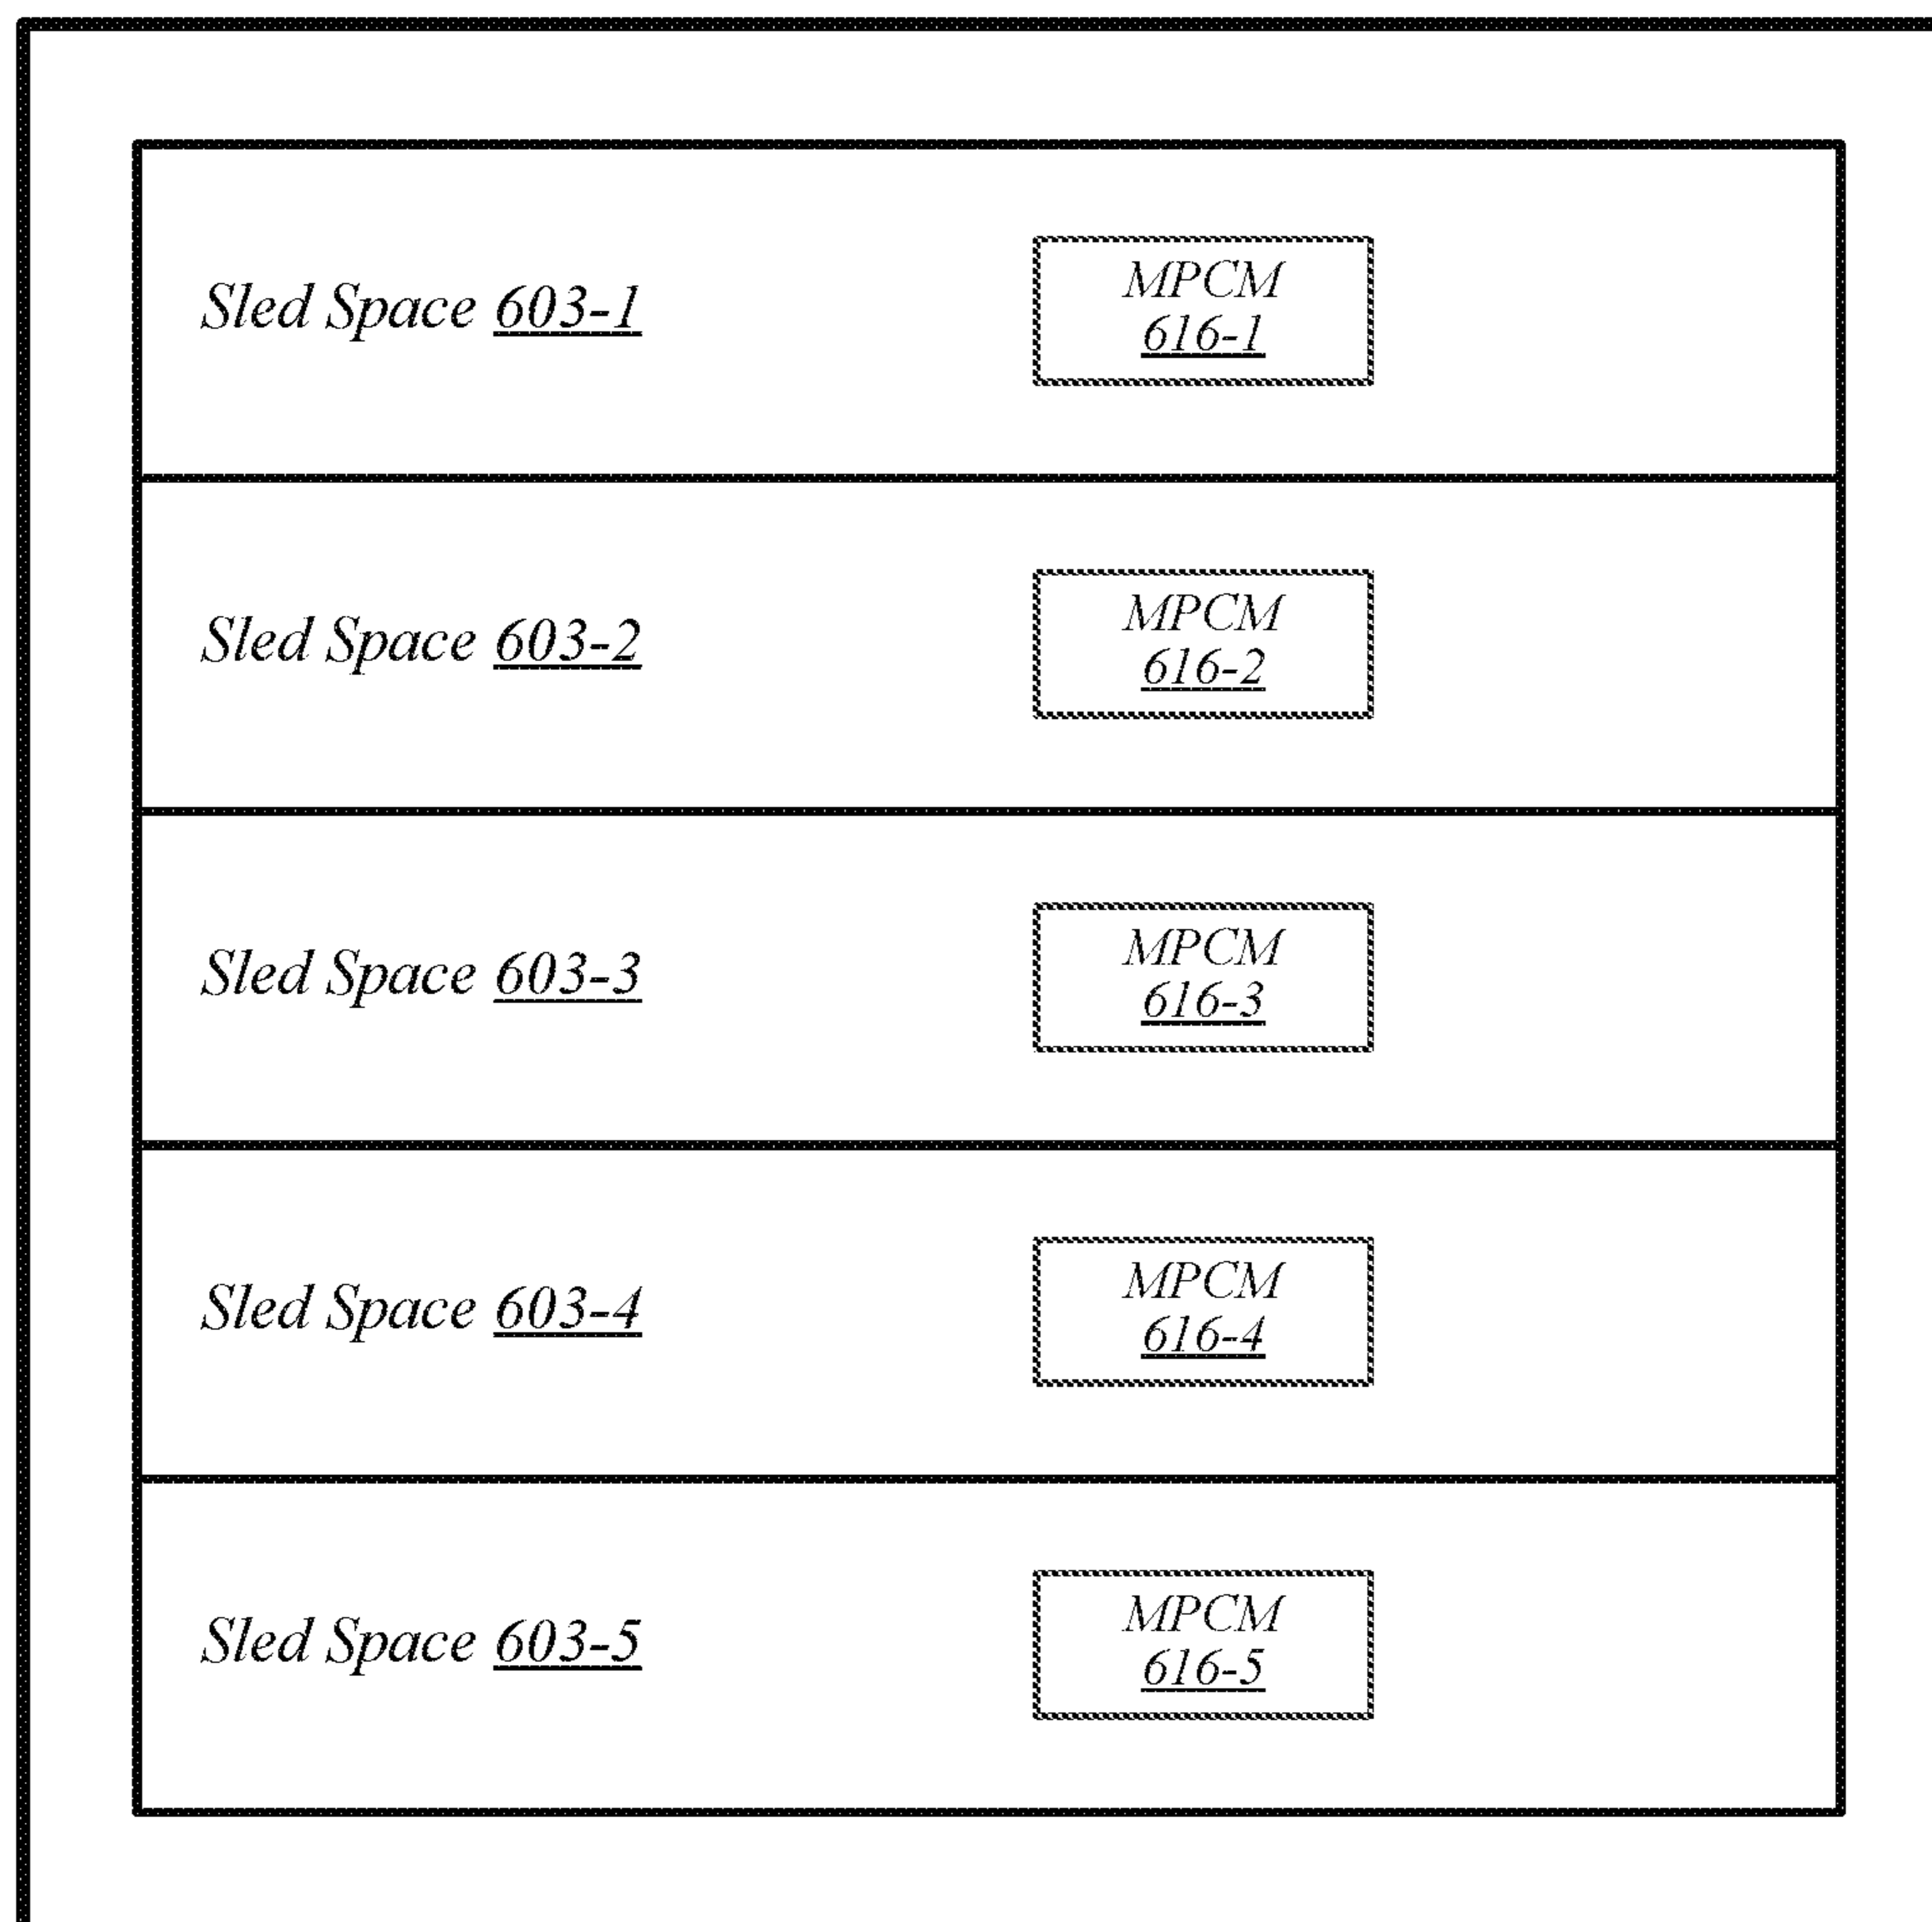 Sled Space 603-1
MPCM
616-1
Sled Space 603-2
MPCM
616-2
Sled Space 603-3
MPCM
616-3
Sled Space 603-4
MPCM
616-4
Sled Space 603-5
MPCM
616-5